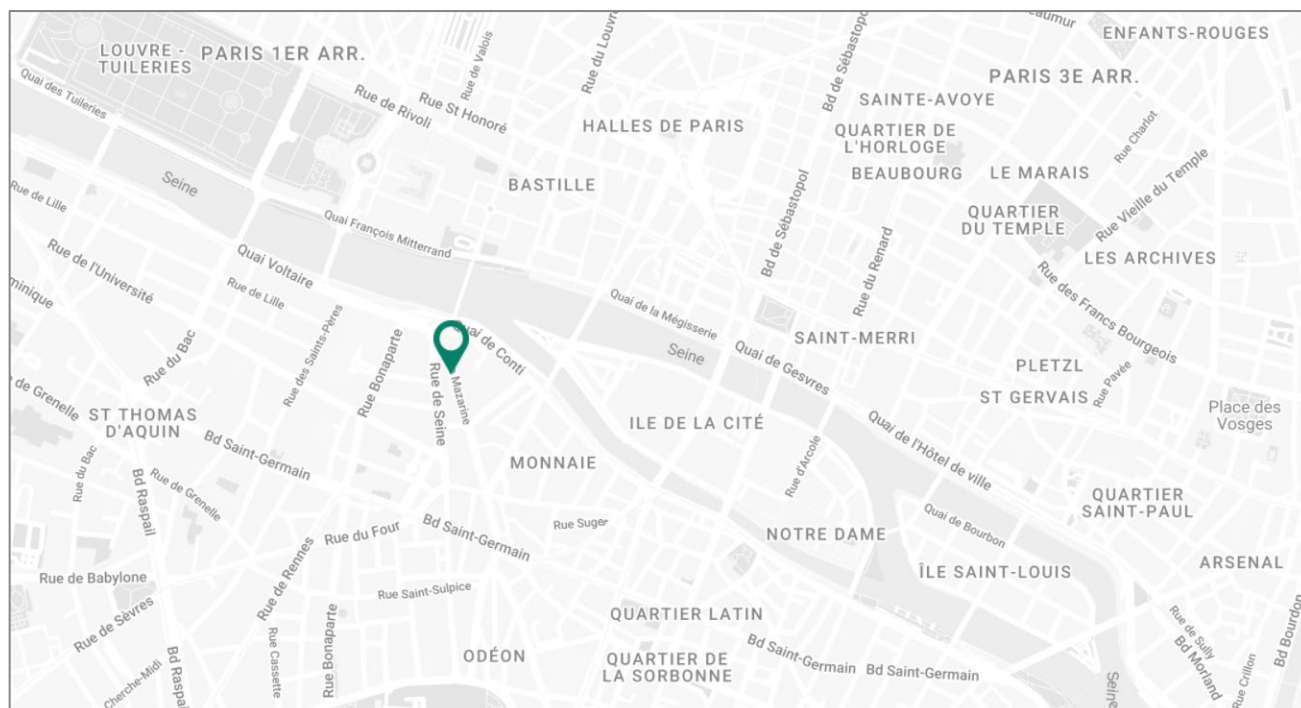 LOUVRE -
TUILERIES
PARIS 1ER ARR.
Rue de Valois
Rue du Louvre
Bd de Sébastopol
ENFANTS-ROUGES
PARIS 3E ARR.
Quai des Tuileries
Rue de Rivoli
Rue St Honoré
SAINTE-AVOYE
HALLES DE PARIS
QUARTIER DE
L'HORLOGE
Rue Charlot
BEAUBOURG
LE MARAIS
Seine
BASTILLE
Rue de Lille
Quai François Mitterrand
Bd de Sébastopol
QUARTIER
DU TEMPLE
Rue Vieille du Temple
Rue de l'Université
Quai Voltaire
Rue du Renard
LES ARCHIVES
minique
Rue de Lille
Quai de la Mégisserie
Rue des Francs Bourgeois
Rue du Bac
Rue des Saints-Pères
Rue Bonaparte
Quai de Conti
Seine
Quai de Gesvres
SAINT-MERRI
PLETZL
Rue Pavée
ST GERVAIS
e de Grenelle
ST THOMAS
D'AQUIN
Rue de Seine
Mazarine
ILE DE LA CITÉ
Quai de l'Hôtel de ville
Place des
Vosges
Bd Saint-Germain
MONNAIE
Rue d'Arcole
Rue du Bac
Bd Raspail
Rue de Grenelle
QUARTIER
SAINT-PAUL
Rue du Four
Bd Saint-Germain
Rue Suger
NOTRE DAME
Quai de Bourbon
ARSENAL
Rue de Babylone
Rue de Rennes
Rue Saint-Sulpice
ÎLE SAINT-LOUIS
Rue de Sèvres
QUARTIER LATIN
Rue de Sully
Bd Bourdon
Cherche-Midi
Bd Raspai
Rue Cassette
Rue Bonaparte
ODÉON
QUARTIER DE
LA SORBONNE
Bd Saint-Germain
Bd Saint-Germain
Seine
Bd Morland
Rue Crillon